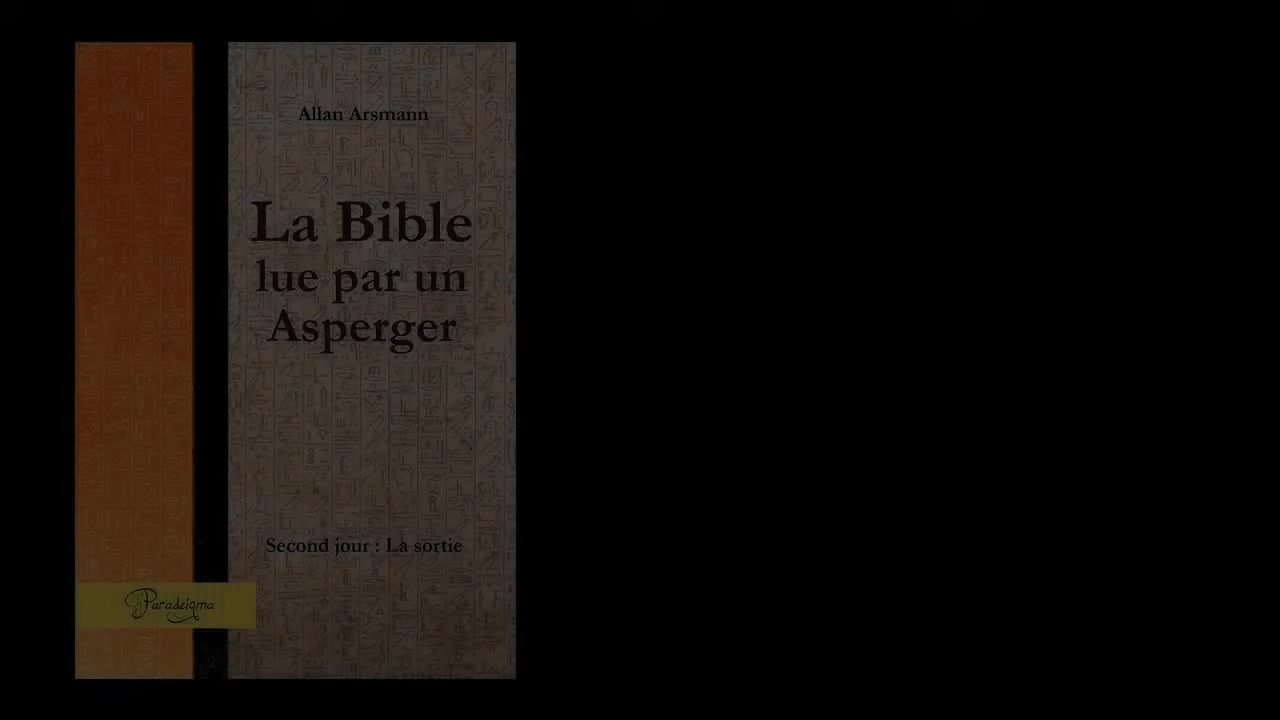 Allan Arsmann
La Bible
lue par un
Asperger
Second jour : La sortie
Paradeigma